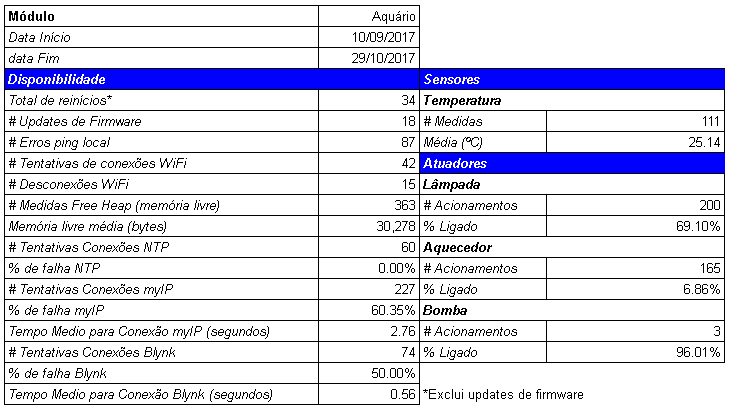 Módulo Aquário
Data Início 10/09/2017
data Fim 29/10/2017
Disponibilidade Sensores
Total de reinícios* 34 Temperatura
# Updates de Firmware 18 # Medidas 111
# Erros ping local 87 Média (ºC) 25.14
# Tentativas de conexões WiFi 42 Atuadores
# Desconexões WiFi 15 Lâmpada
# Medidas Free Heap (memória livre) 363 # Acionamentos 200
Memória livre média (bytes) 30,278 % Ligado 69.10%
# Tentativas Conexões NTP 60 Aquecedor
% de falha NTP 0.00% # Acionamentos 165
# Tentativas Conexões myIP 227 % Ligado 6.86%
% de falha myIP 60.35% Bomba
Tempo Medio para Conexão myIP (segundos) 2.76 # Acionamentos 3
# Tentativas Conexões Blynk 74 % Ligado 96.01%
% de falha Blynk 50.00%
Tempo Medio para Conexão Blynk (segundos) 0.56 *Exclui updates de firmware